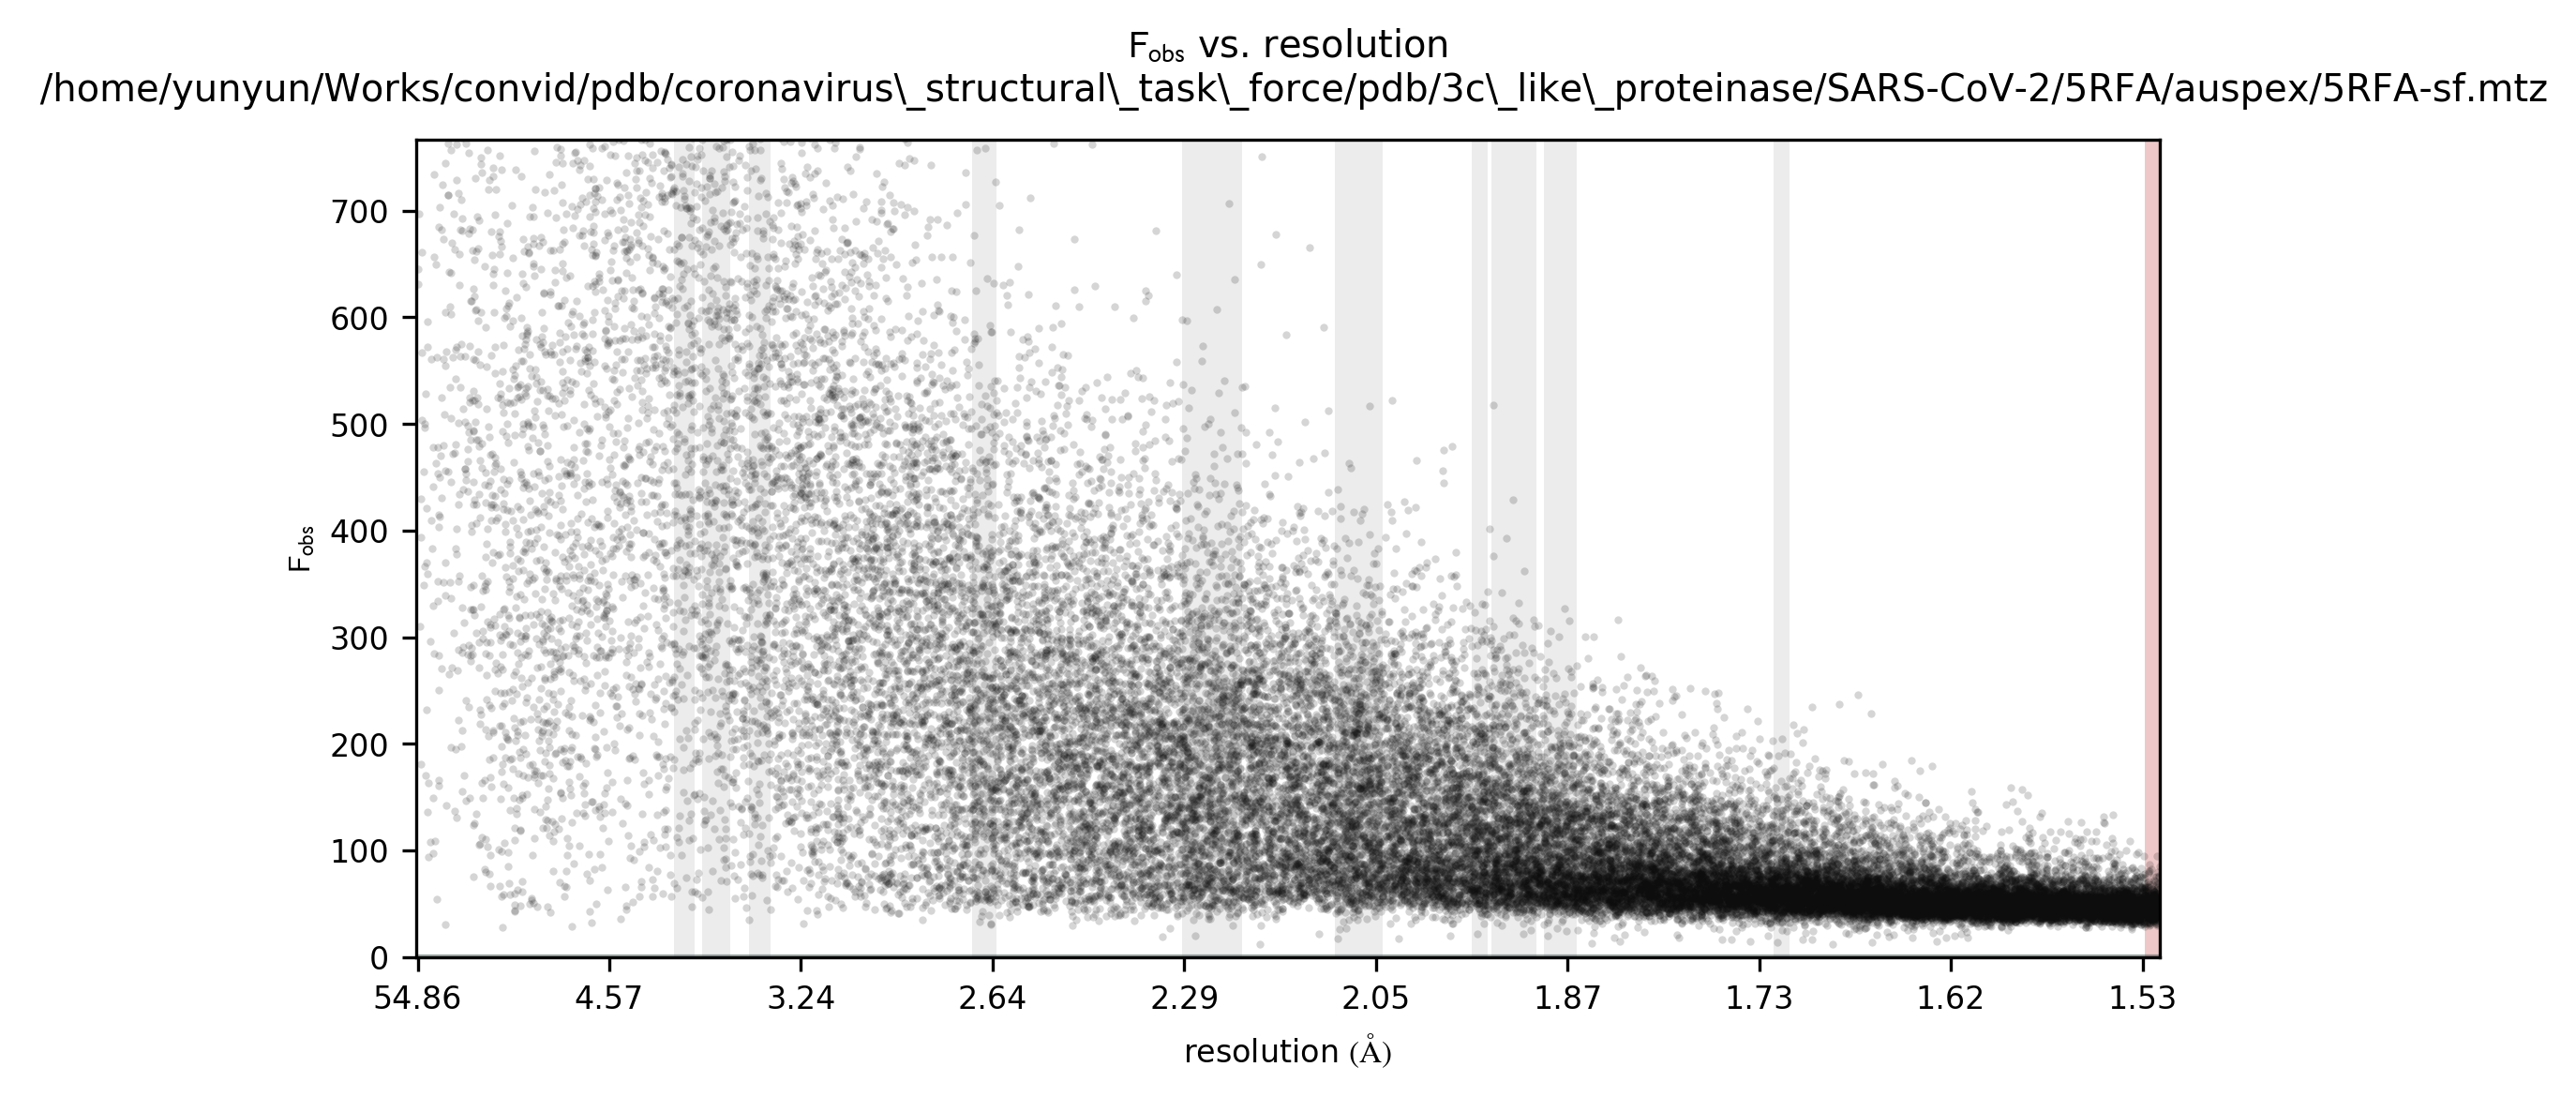 Fobs vs. resolution
/home/yunyun/Works/convid/pdb/coronavirus\_structural\_task\_force/pdb/3c\_like\_proteinase/SARS-CoV-2/5RFA/auspex/5RFA-sf.mtz
700
600
500
400
300
200
100
0
Fobs
54.86 4.57 3.24 2.64 2.29 2.05 1.87 1.73 1.62 1.53
resolution (Å)